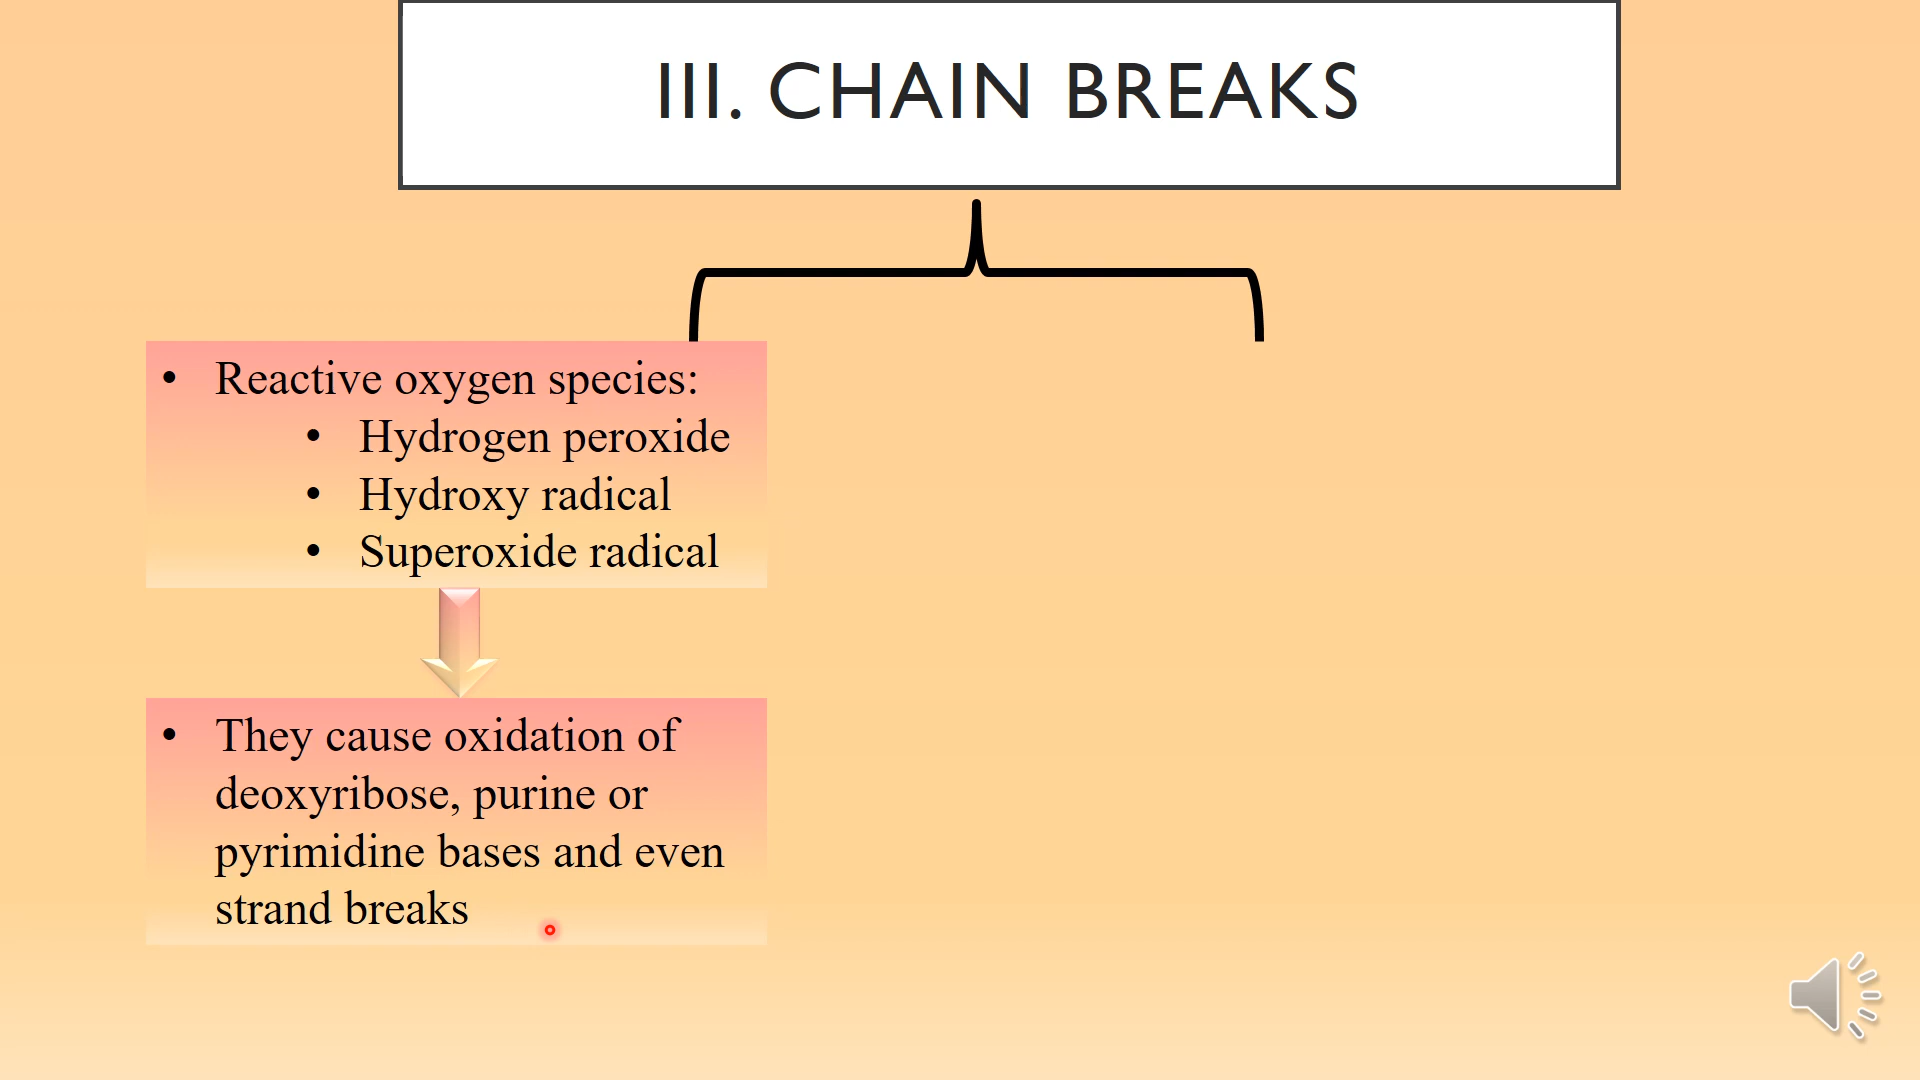 III. CHAIN BREAKS
• Reactive oxygen species:
• Hydrogen peroxide
• Hydroxy radical
• Superoxide radical
• They cause oxidation of
deoxyribose, purine or
pyrimidine bases and even
strand breaks